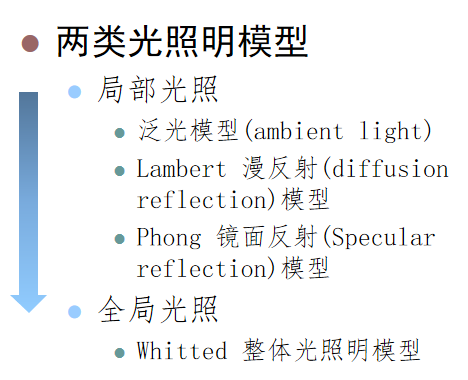 两类光照明模型
局部光照
泛光模型(ambient light)
Lambert 漫反射(diffusion
reflection)模型
Phong 镜面反射(Specular
reflection)模型
全局光照
Whitted 整体光照明模型